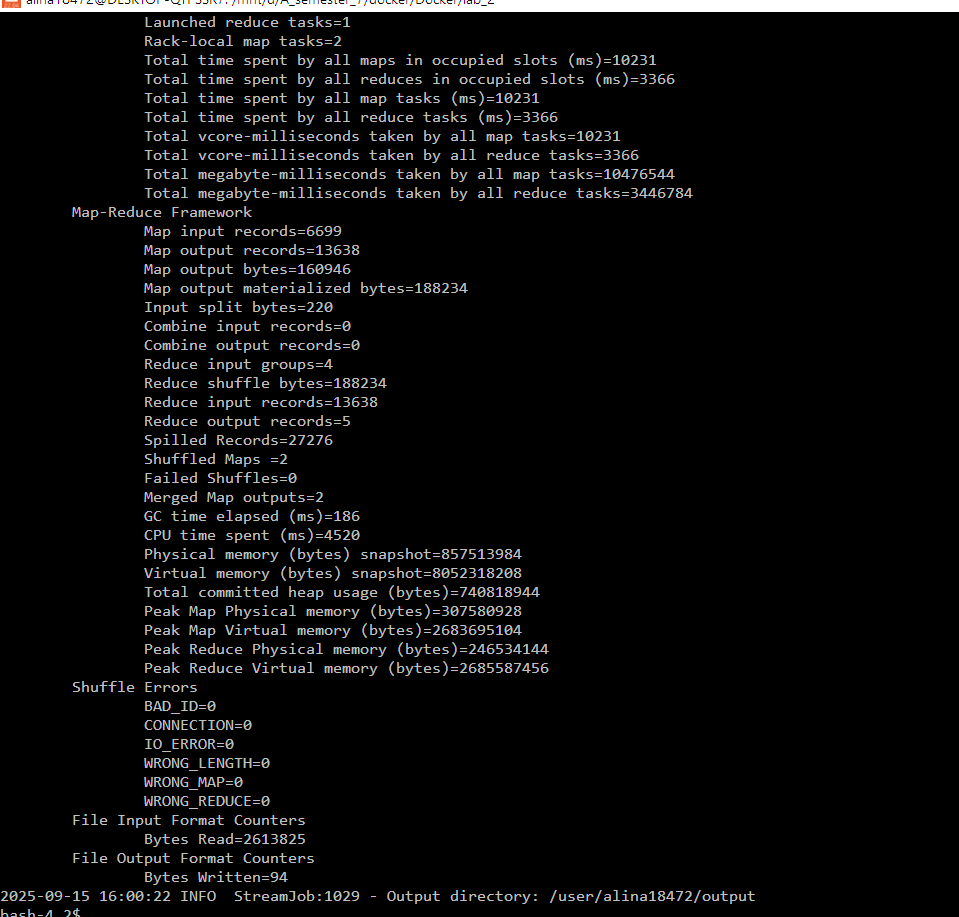 Launched reduce tasks=1
Rack-local map tasks=2
Total time spent by all maps in occupied slots (ms)=10231
Total time spent by all reduces in occupied slots (ms)=3366
Total time spent by all map tasks (ms)=10231
Total time spent by all reduce tasks (ms)=3366
Total vcore-milliseconds taken by all map tasks=10231
Total vcore-milliseconds taken by all reduce tasks=3366
Total megabyte-milliseconds taken by all map tasks=10476544
Total megabyte-milliseconds taken by all reduce tasks=3446784
Map-Reduce Framework
Map input records=6699
Map output records=13638
Map output bytes=160946
Map output materialized bytes=188234
Input split bytes=220
Combine input records=0
Combine output records=0
Reduce input groups=4
Reduce shuffle bytes=188234
Reduce input records=13638
Reduce output records=5
Spilled Records=27276
Shuffled Maps =2
Failed Shuffles=0
Merged Map outputs=2
GC time elapsed (ms)=186
CPU time spent (ms)=4520
Physical memory (bytes) snapshot=857513984
Virtual memory (bytes) snapshot=8052318208
Total committed heap usage (bytes)=740818944
Peak Map Physical memory (bytes)=307580928
Peak Map Virtual memory (bytes)=2683695104
Peak Reduce Physical memory (bytes)=246534144
Peak Reduce Virtual memory (bytes)=2685587456
Shuffle Errors
BAD_ID=0
CONNECTION=0
IO_ERROR=0
WRONG_LENGTH=0
WRONG_MAP=0
WRONG_REDUCE=0
File Input Format Counters
Bytes Read=2613825
File Output Format Counters
Bytes Written=94
2025-09-15 16:00:22 INFO  StreamJob:1029 - Output directory: /user/alina18472/output
bash-4.2$